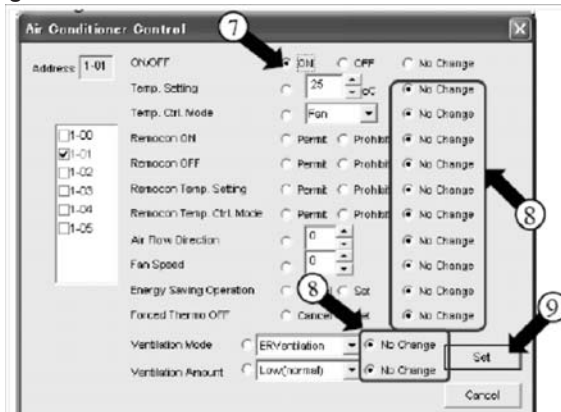 Air Conditioner Control
7
Address 1-01
ON/OFF ON OFF No Change
Temp. Setting 25 oC No Change
Temp. Ctrl. Mode Fan No Change
1-00
1-01
1-02
1-03
1-04
1-05
Remocon ON Permit Prohibit No Change
Remocon OFF Permit Prohibit No Change
Remocon Temp. Setting Permit Prohibit No Change
Remocon Temp. Ctrl. Mode Permit Prohibit No Change
8
Air Flow Direction 0 No Change
Fan Speed 0 No Change
Energy Saving Operation Set No Change
8
Forced Thermo OFF Cancel No Change
9
Ventilation Mode ERVentilation No Change
Set
Ventilation Amount Low(normal) No Change
Cancel